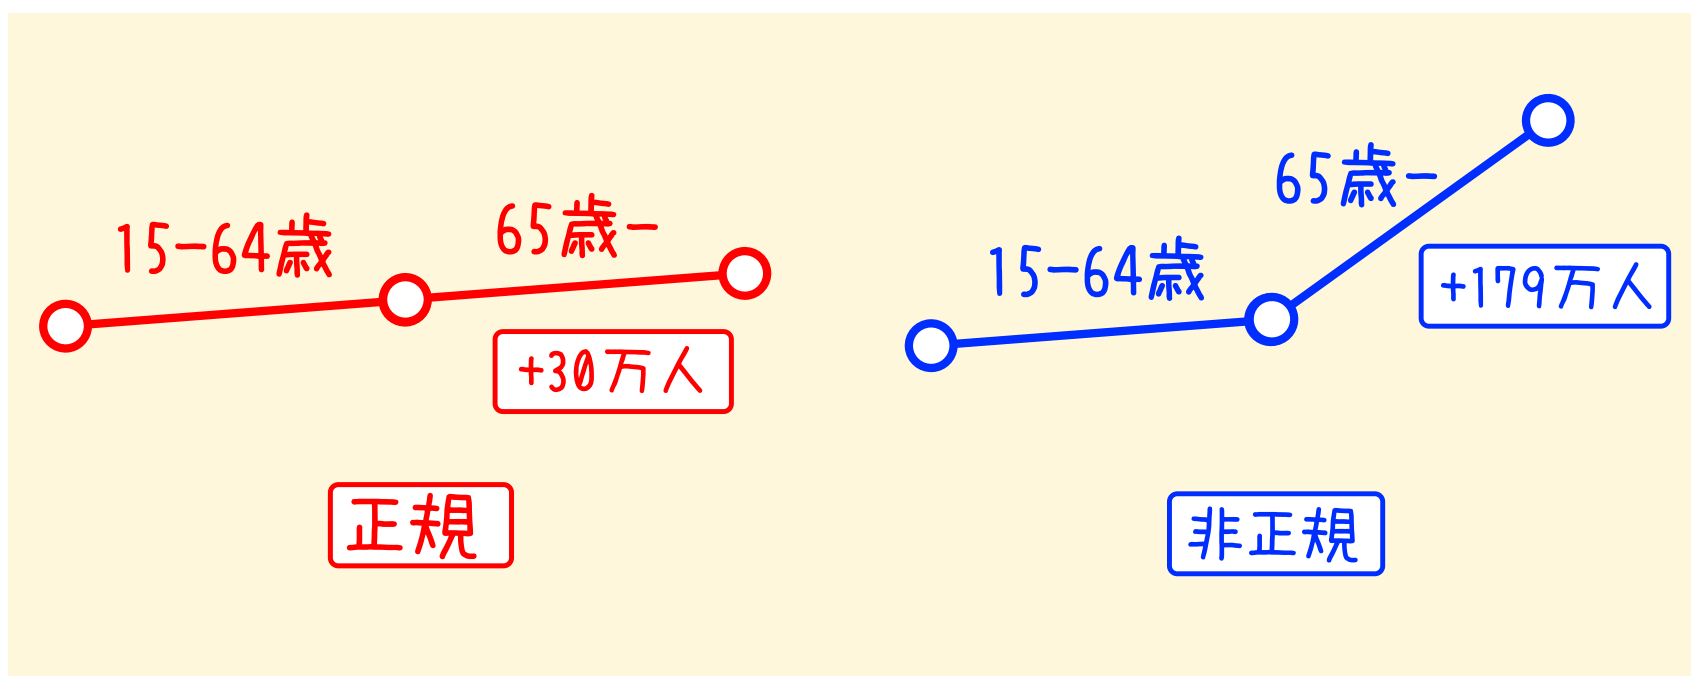 15-64歳
65歳-
+30万人
正規
15-64歳
65歳-
+179万人
非正規